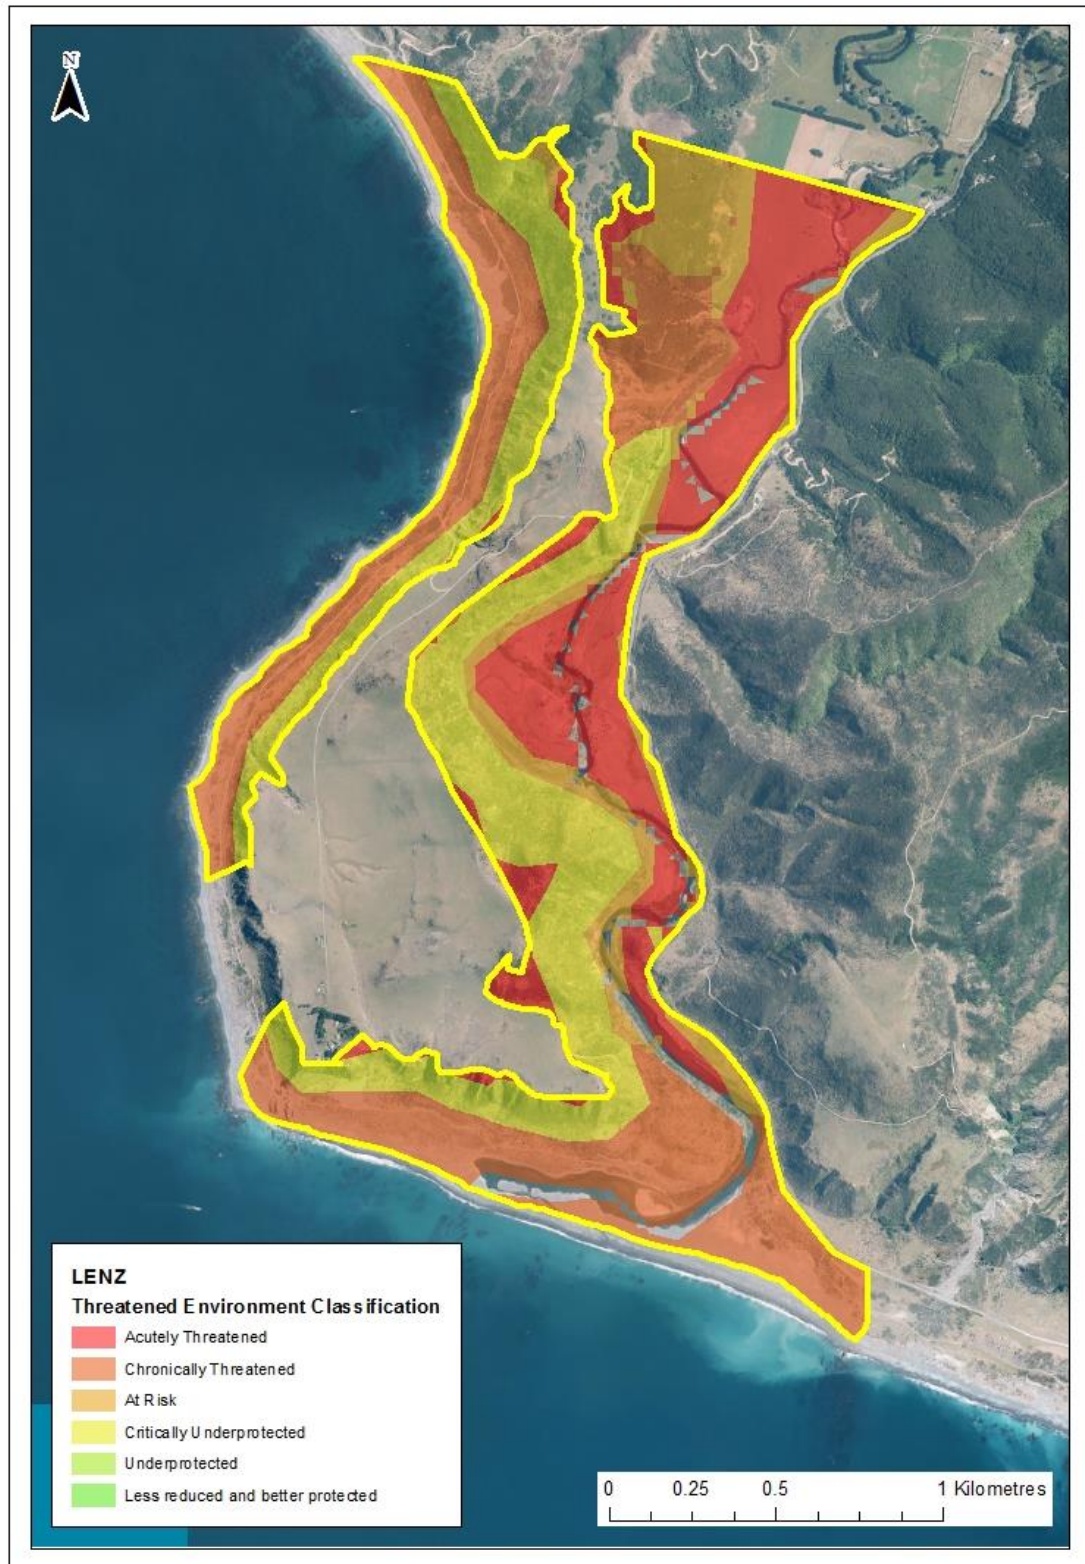 N
LENZ
Threatened Environment Classification
Acutely Threatened
Chronically Threatened
At Risk
Critically Underprotected
Underprotected
Less reduced and better protected
0 0.25 0.5 1 Kilometres